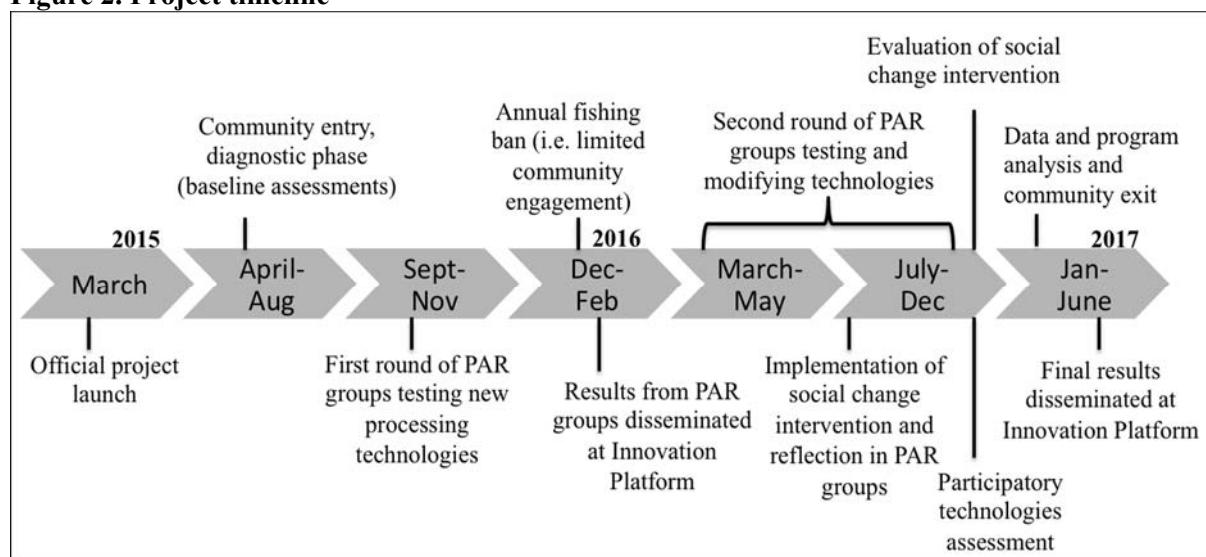 Figure 2. Project timeline
Evaluation of social
change intervention
Community entry,
diagnostic phase
(baseline assessments)
Annual fishing
ban (i.e. limited
community
engagement)
Second round of PAR
groups testing and
modifying technologies
Data and program
analysis and
community exit
2015
2016
2017
March
April-
Aug
Sept-
Nov
Dec-
Feb
March-
May
July-
Dec
Jan-
June
Official project
launch
First round of PAR
groups testing new
processing
technologies
Results from PAR
groups disseminated
at Innovation
Platform
Implementation of
social change
intervention and
reflection in PAR
groups
Participatory
technologies
assessment
Final results
disseminated at
Innovation Platform